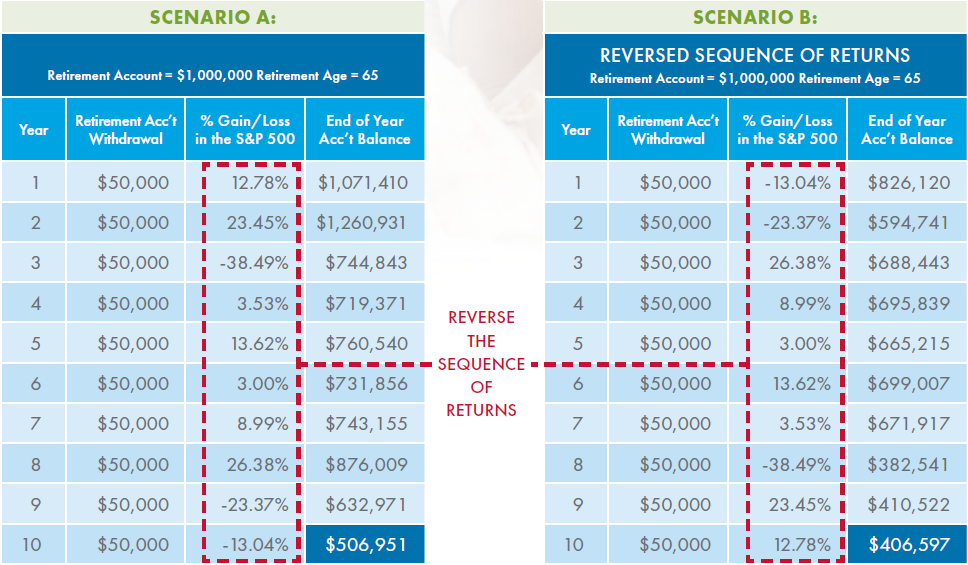 SCENARIO A:
Retirement Account = $1,000,000 Retirement Age = 65
Year Retirement Acc't Withdrawal % Gain/Loss in the S&P 500 End of Year Acc't Balance
1 $50,000 12.78% $1,071,410
2 $50,000 23.45% $1,260,931
3 $50,000 -38.49% $744,843
4 $50,000 3.53% $719,371
5 $50,000 13.62% $760,540
6 $50,000 3.00% $731,856
7 $50,000 8.99% $743,155
8 $50,000 26.38% $876,009
9 $50,000 -23.37% $632,971
10 $50,000 -13.04% $506,951
REVERSE
THE
SEQUENCE
OF
RETURNS
SCENARIO B:
REVERSED SEQUENCE OF RETURNS
Retirement Account = $1,000,000 Retirement Age = 65
Year Retirement Acc't Withdrawal % Gain/Loss in the S&P 500 End of Year Acc't Balance
1 $50,000 -13.04% $826,120
2 $50,000 -23.37% $594,741
3 $50,000 26.38% $688,443
4 $50,000 8.99% $695,839
5 $50,000 3.00% $665,215
6 $50,000 13.62% $699,007
7 $50,000 3.53% $671,917
8 $50,000 -38.49% $382,541
9 $50,000 23.45% $410,522
10 $50,000 12.78% $406,597